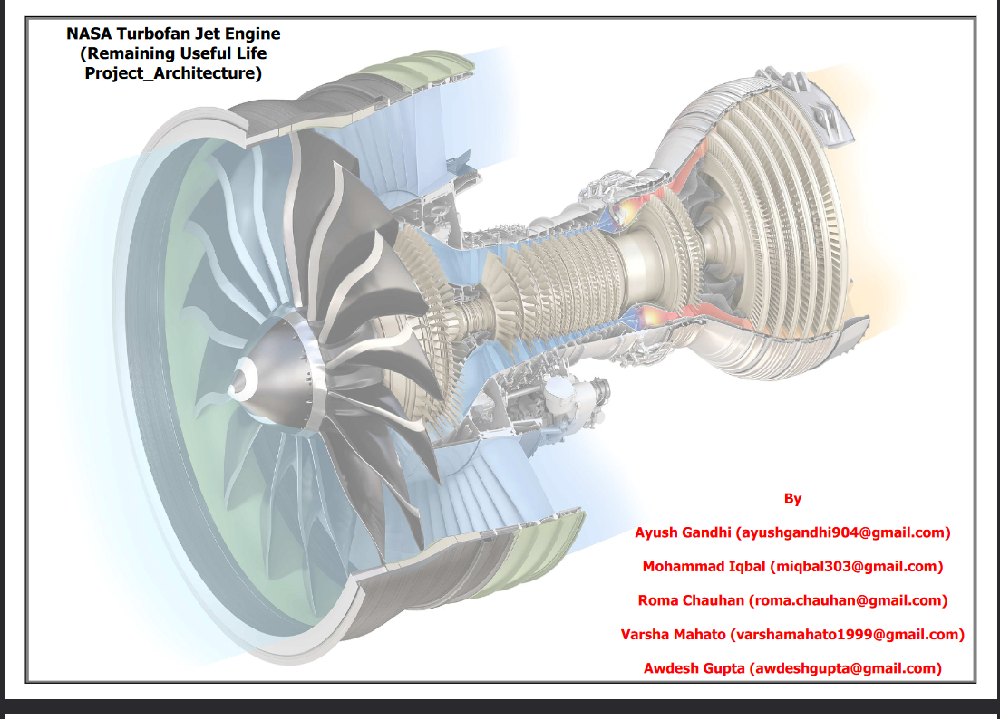 NASA Turbofan Jet Engine
(Remaining Useful Life
Project_Architecture)
By
Ayush Gandhi (ayushgandhi904@gmail.com)
Mohammad Iqbal (miqbal303@gmail.com)
Roma Chauhan (roma.chauhan@gmail.com)
Varsha Mahato (varshamahato1999@gmail.com)
Awdesh Gupta (awdeshgupta@gmail.com)